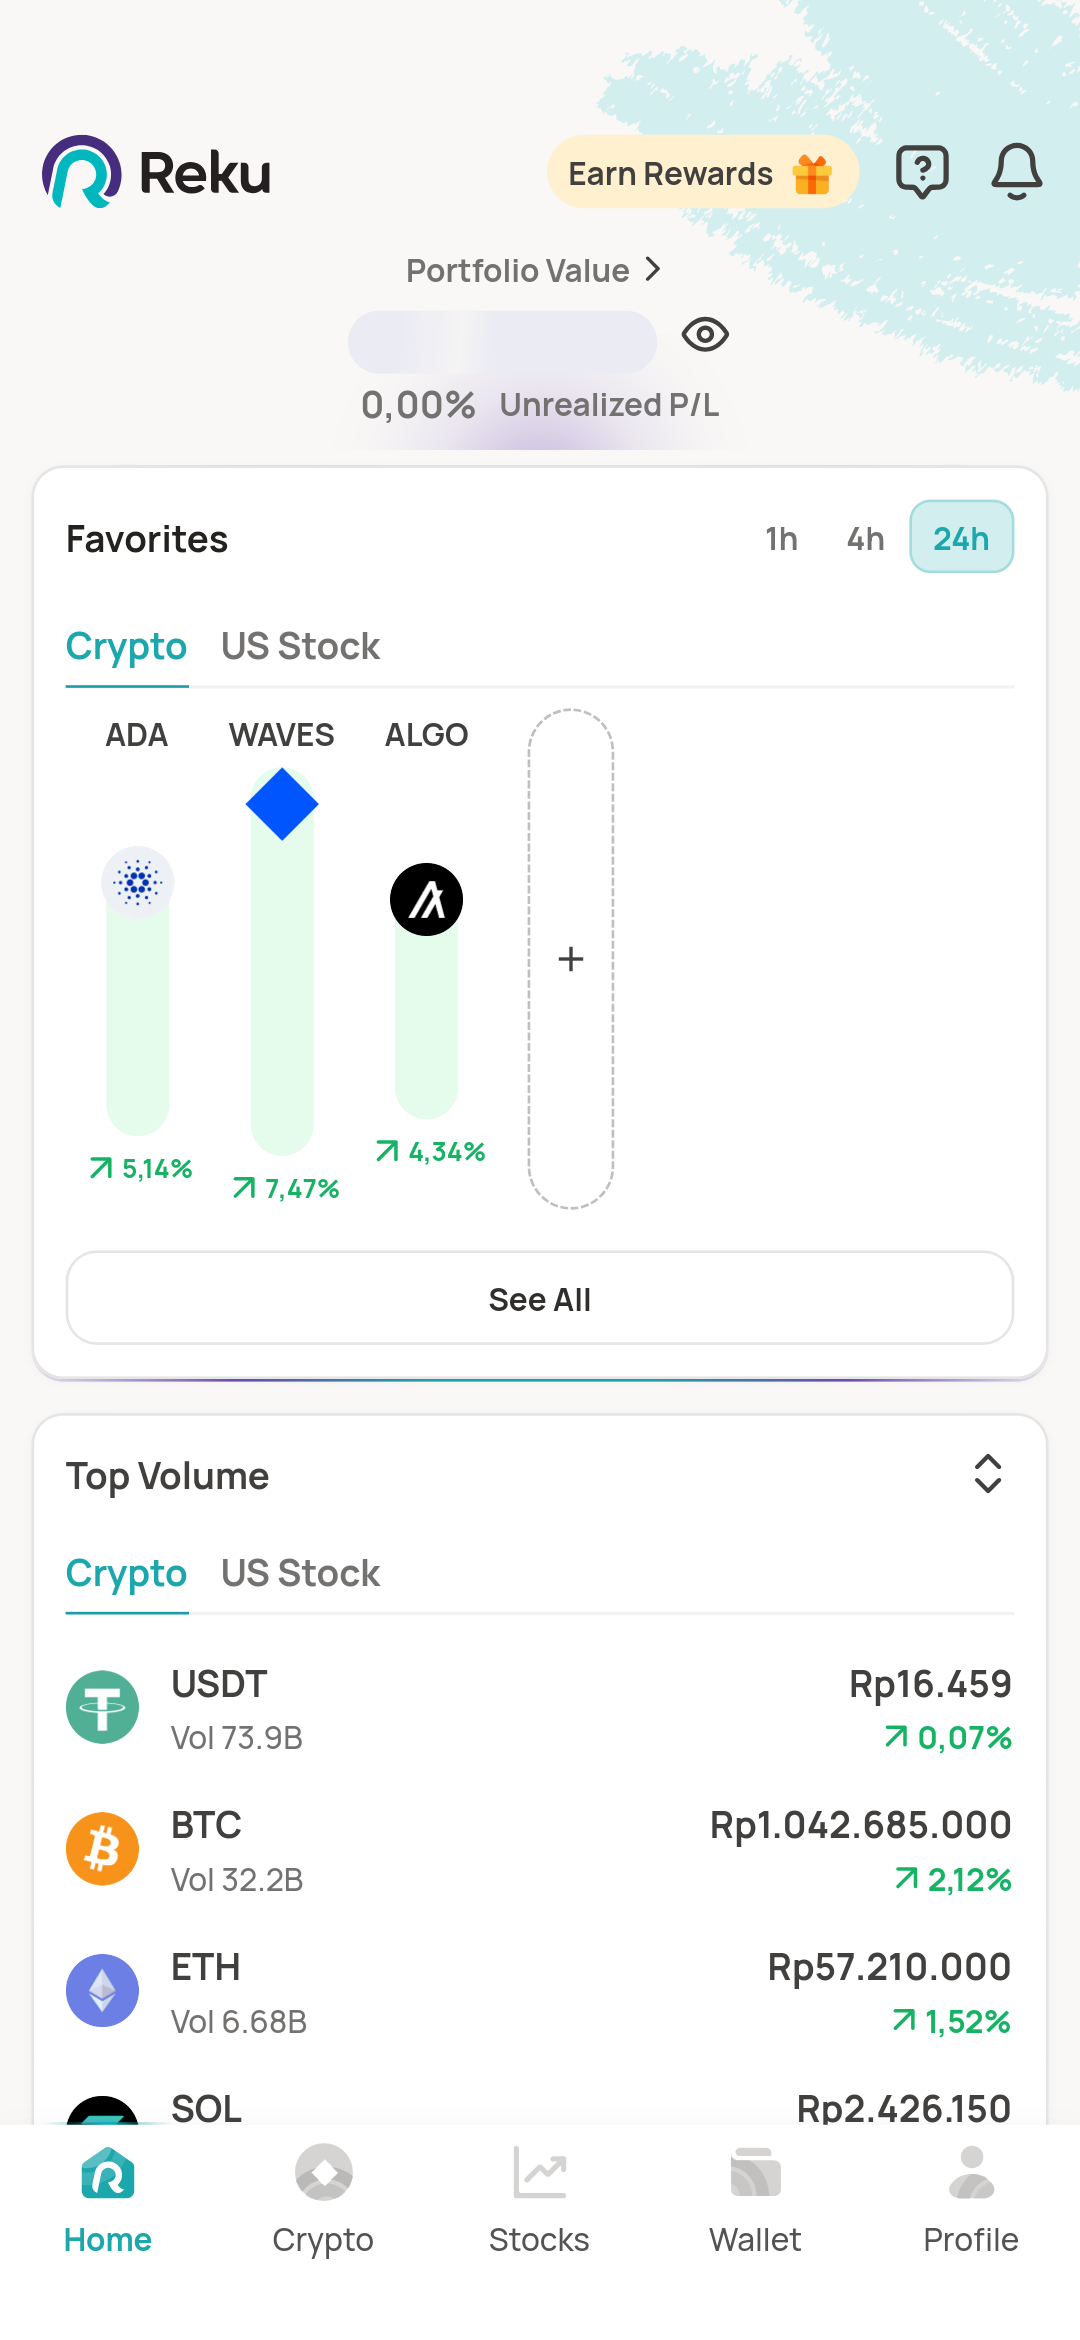 Reku
Earn Rewards
Portfolio Value
0,00% Unrealized P/L
Favorites
1h 4h 24h
Crypto US Stock
ADA WAVES ALGO
5,14%
7,47%
4,34%
See All
Top Volume
Crypto US Stock
USDT Rp16.459
Vol 73.9B 0,07%
BTC Rp1.042.685.000
Vol 32.2B 2,12%
ETH Rp57.210.000
Vol 6.68B 1,52%
SOL Rp2.426.150
Home Crypto Stocks Wallet Profile